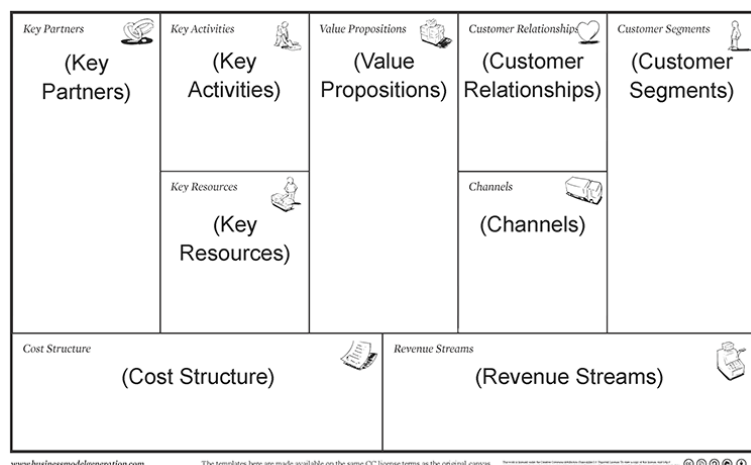 Key Partners
(Key
Partners)
Key Activities
(Key
Activities)
Key Resources
(Key
Resources)
Value Propositions
(Value
Propositions)
Customer Relationships
(Customer
Relationships)
Channels
(Channels)
Customer Segments
(Customer
Segments)
Cost Structure
(Cost Structure)
Revenue Streams
(Revenue Streams)
www.businessmodelgeneration.com
The templates here are made available on the same CC license terms as the original canvas.